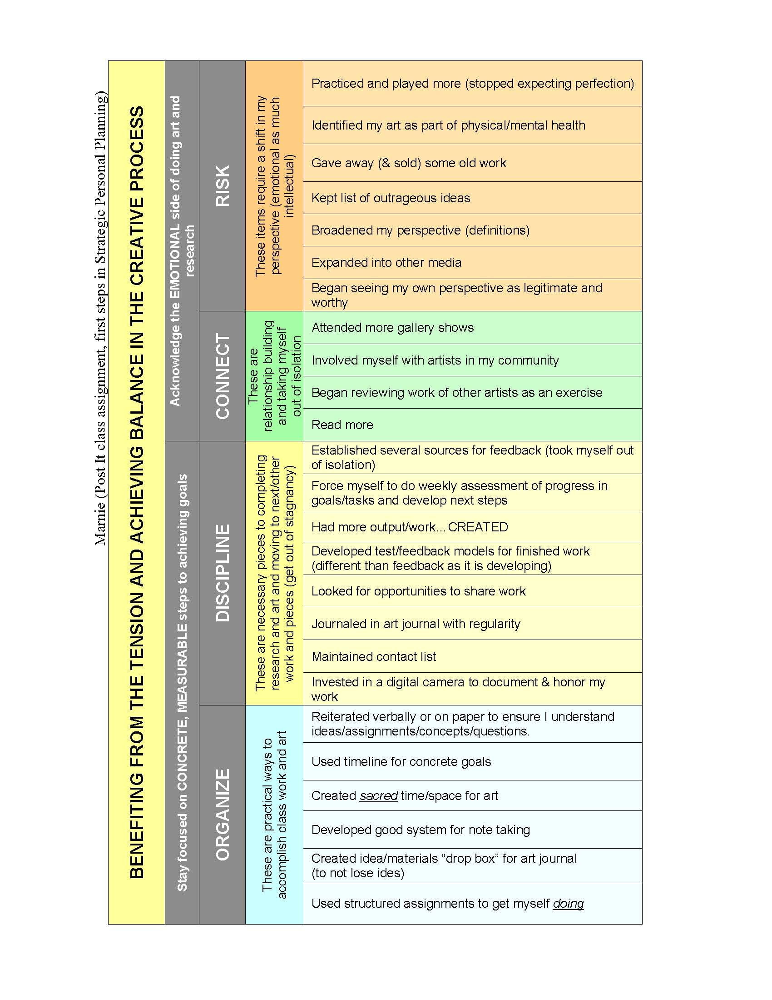 Marnie (Post It class assignment, first steps in Strategic Personal Planning)
BENEFITING FROM THE TENSION AND ACHIEVING BALANCE IN THE CREATIVE PROCESS
Acknowledge the EMOTIONAL side of doing art and
research
RISK
These items require a shift in my
perspective (emotional as much
intellectual)
Practiced and played more (stopped expecting perfection)
Identified my art as part of physical/mental health
Gave away (& sold) some old work
Kept list of outrageous ideas
Broadened my perspective (definitions)
Expanded into other media
Began seeing my own perspective as legitimate and
worthy
CONNECT
These are
relationship building
and taking myself
out of isolation
Attended more gallery shows
Involved myself with artists in my community
Began reviewing work of other artists as an exercise
Read more
Stay focused on CONCRETE, MEASURABLE steps to achieving goals
DISCIPLINE
These are necessary pieces to completing
research and art and moving to next/other
work and pieces (get out of stagnancy)
Established several sources for feedback (took myself out
of isolation)
Force myself to do weekly assessment of progress in
goals/tasks and develop next steps
Had more output/work…CREATED
Developed test/feedback models for finished work
(different than feedback as it is developing)
Looked for opportunities to share work
Journaled in art journal with regularity
Maintained contact list
Invested in a digital camera to document & honor my
work
ORGANIZE
These are practical ways to
accomplish class work and art
Reiterated verbally or on paper to ensure I understand
ideas/assignments/concepts/questions.
Used timeline for concrete goals
Created sacred time/space for art
Developed good system for note taking
Created idea/materials “drop box” for art journal
(to not lose ides)
Used structured assignments to get myself doing